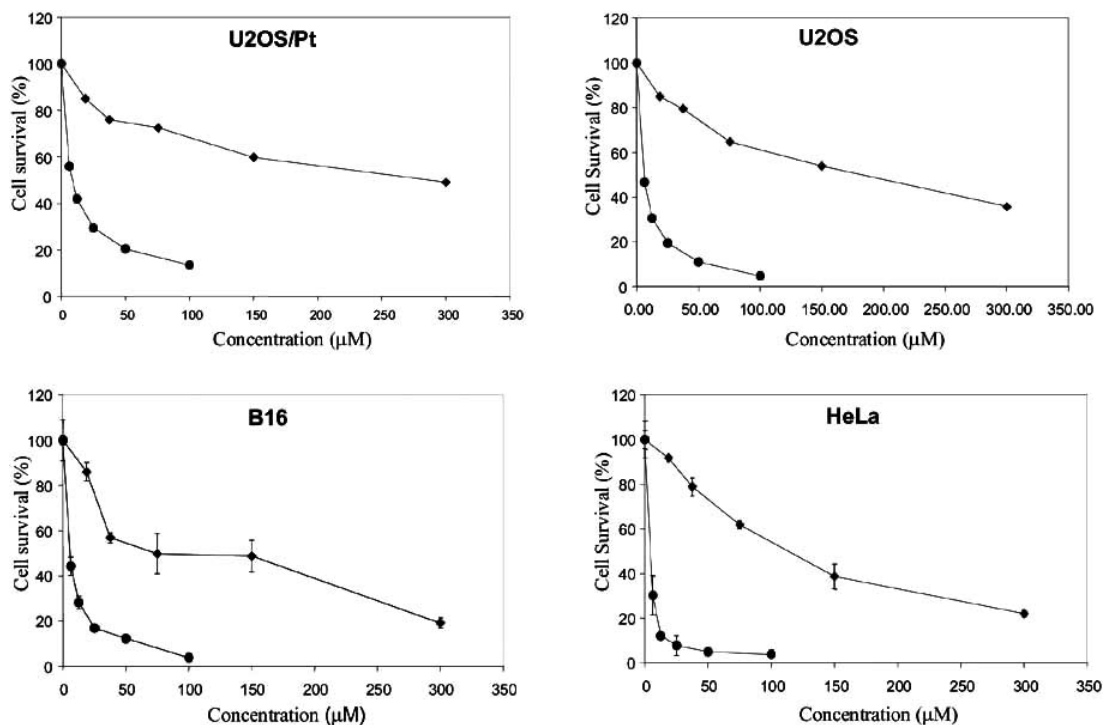 U2OS/Pt
Cell survival (%)
120
100
80
60
40
20
0
0 50 100 150 200 250 300 350
Concentration (μM)
U2OS
Cell Survival (%)
120
100
80
60
40
20
0
0.00 50.00 100.00 150.00 200.00 250.00 300.00 350.00
Concentration (μM)
B16
Cell survival (%)
120
100
80
60
40
20
0
0 50 100 150 200 250 300 350
Concentration (μM)
HeLa
Cell Survival (%)
120
100
80
60
40
20
0
0 50 100 150 200 250 300 350
Concentration (μM)